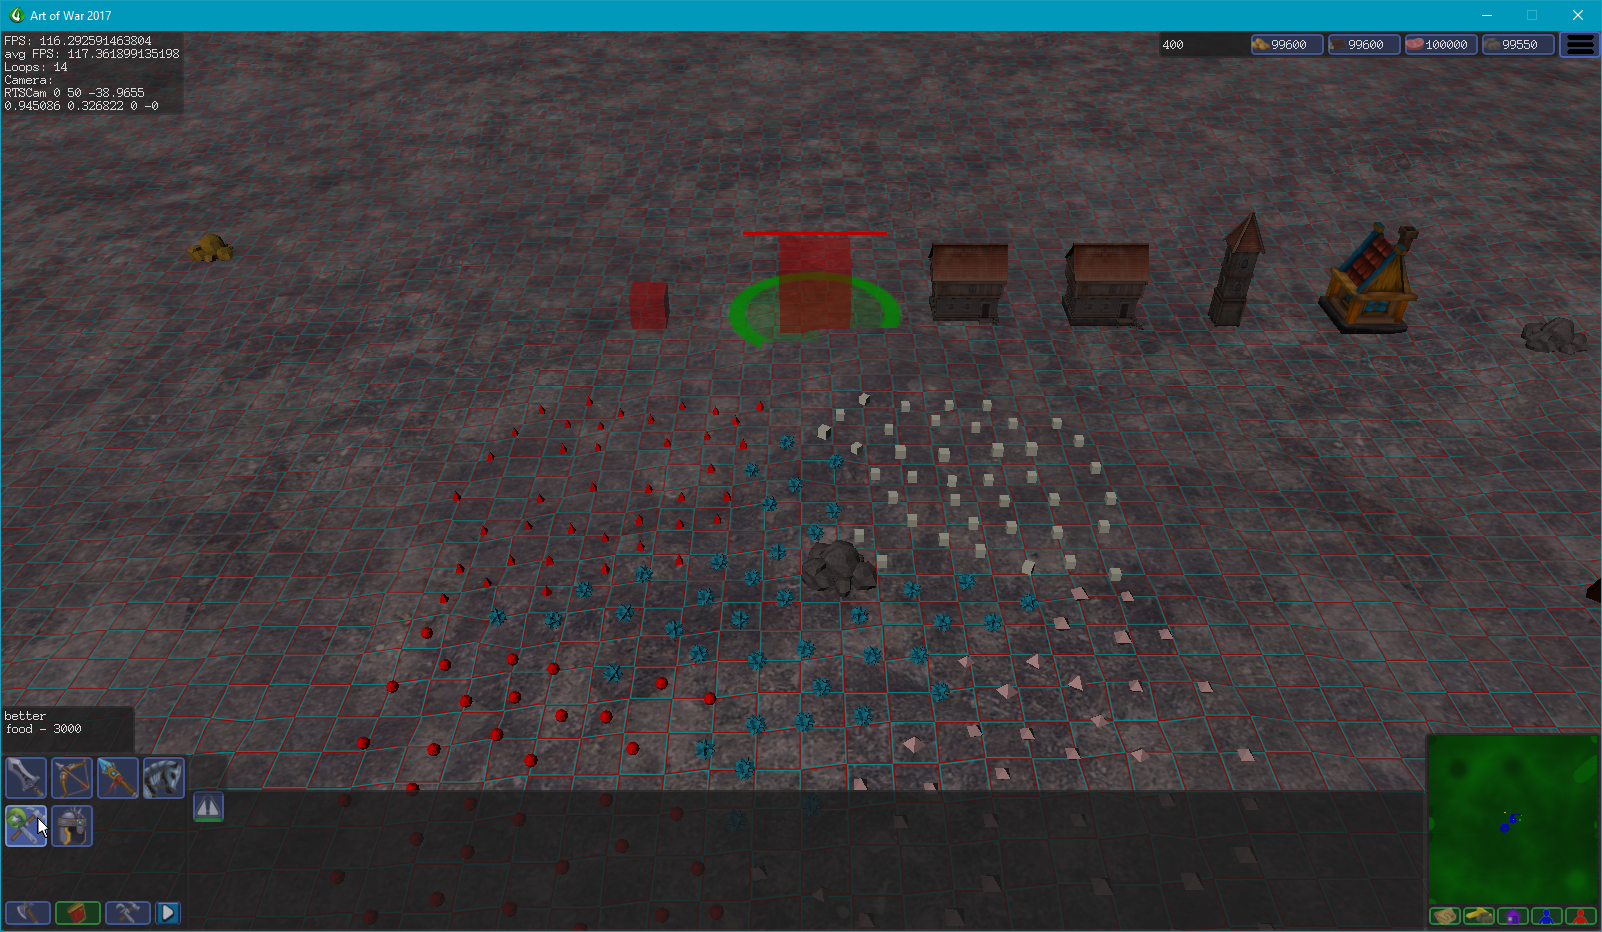 Art of War 2017
FPS: 116.292591463804
avg FPS: 117.361899135198
Loops: 14
Camera:
RTSCam 0 50 -38.9655
0.945086 0.326822 0 -0
400
99600
99600
100000
99550
better
food - 3000